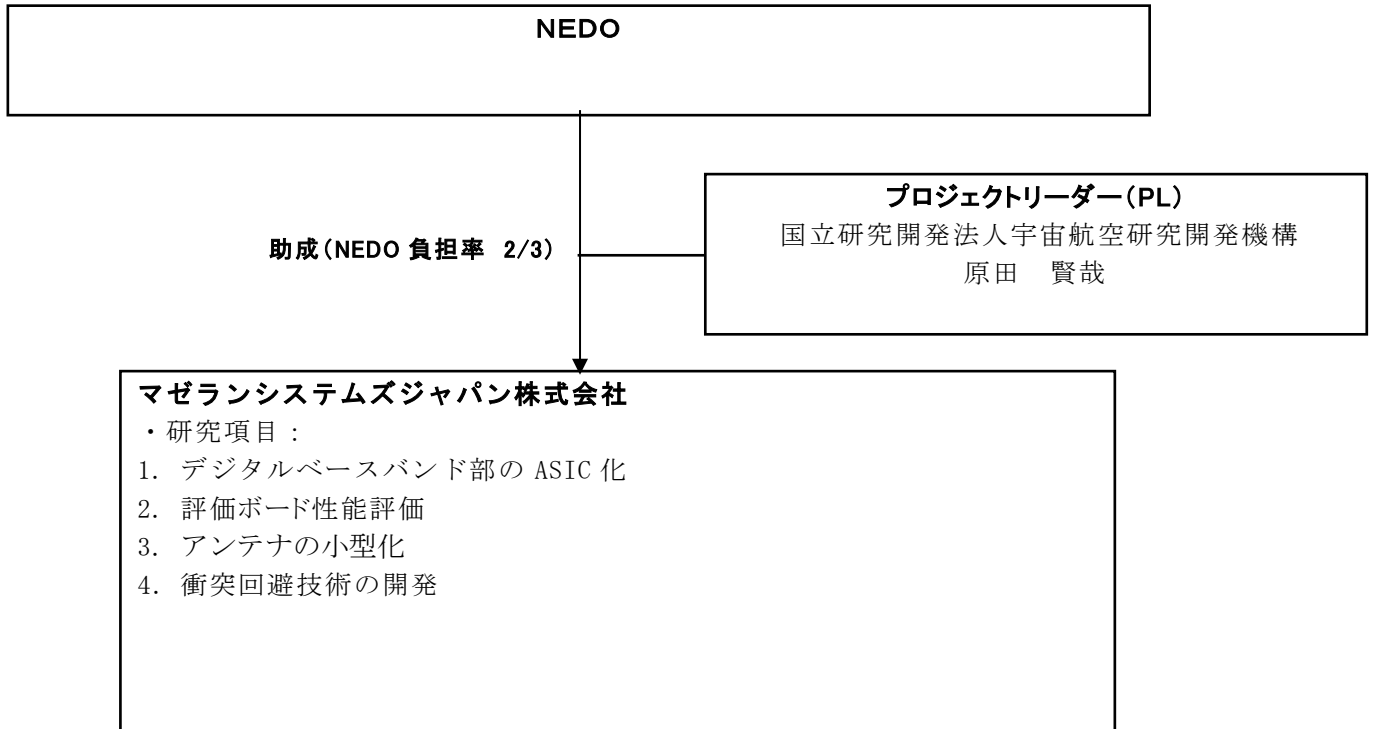 NEDO
プロジェクトリーダー(PL)
国立研究開発法人宇宙航空研究開発機構
原田　賢哉
助成(NEDO 負担率 2/3)
マゼランシステムズジャパン株式会社
・研究項目：
1. デジタルベースバンド部の ASIC 化
2. 評価ボード性能評価
3. アンテナの小型化
4. 衝突回避技術の開発